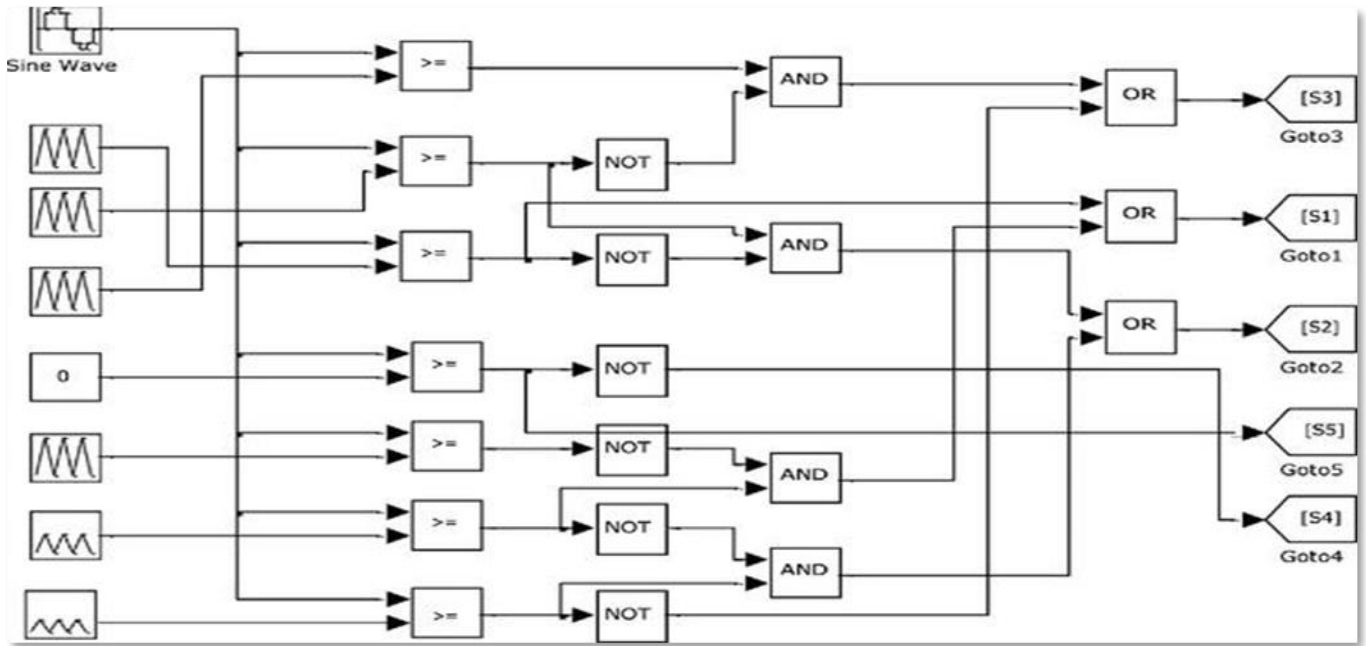 Sine Wave
>=
AND
OR
[S3]
Goto3
>=
NOT
OR
[S1]
Goto1
>=
NOT
AND
OR
[S2]
Goto2
0
>=
NOT
[S5]
Goto5
>=
NOT
AND
[S4]
Goto4
>=
NOT
AND
>=
NOT